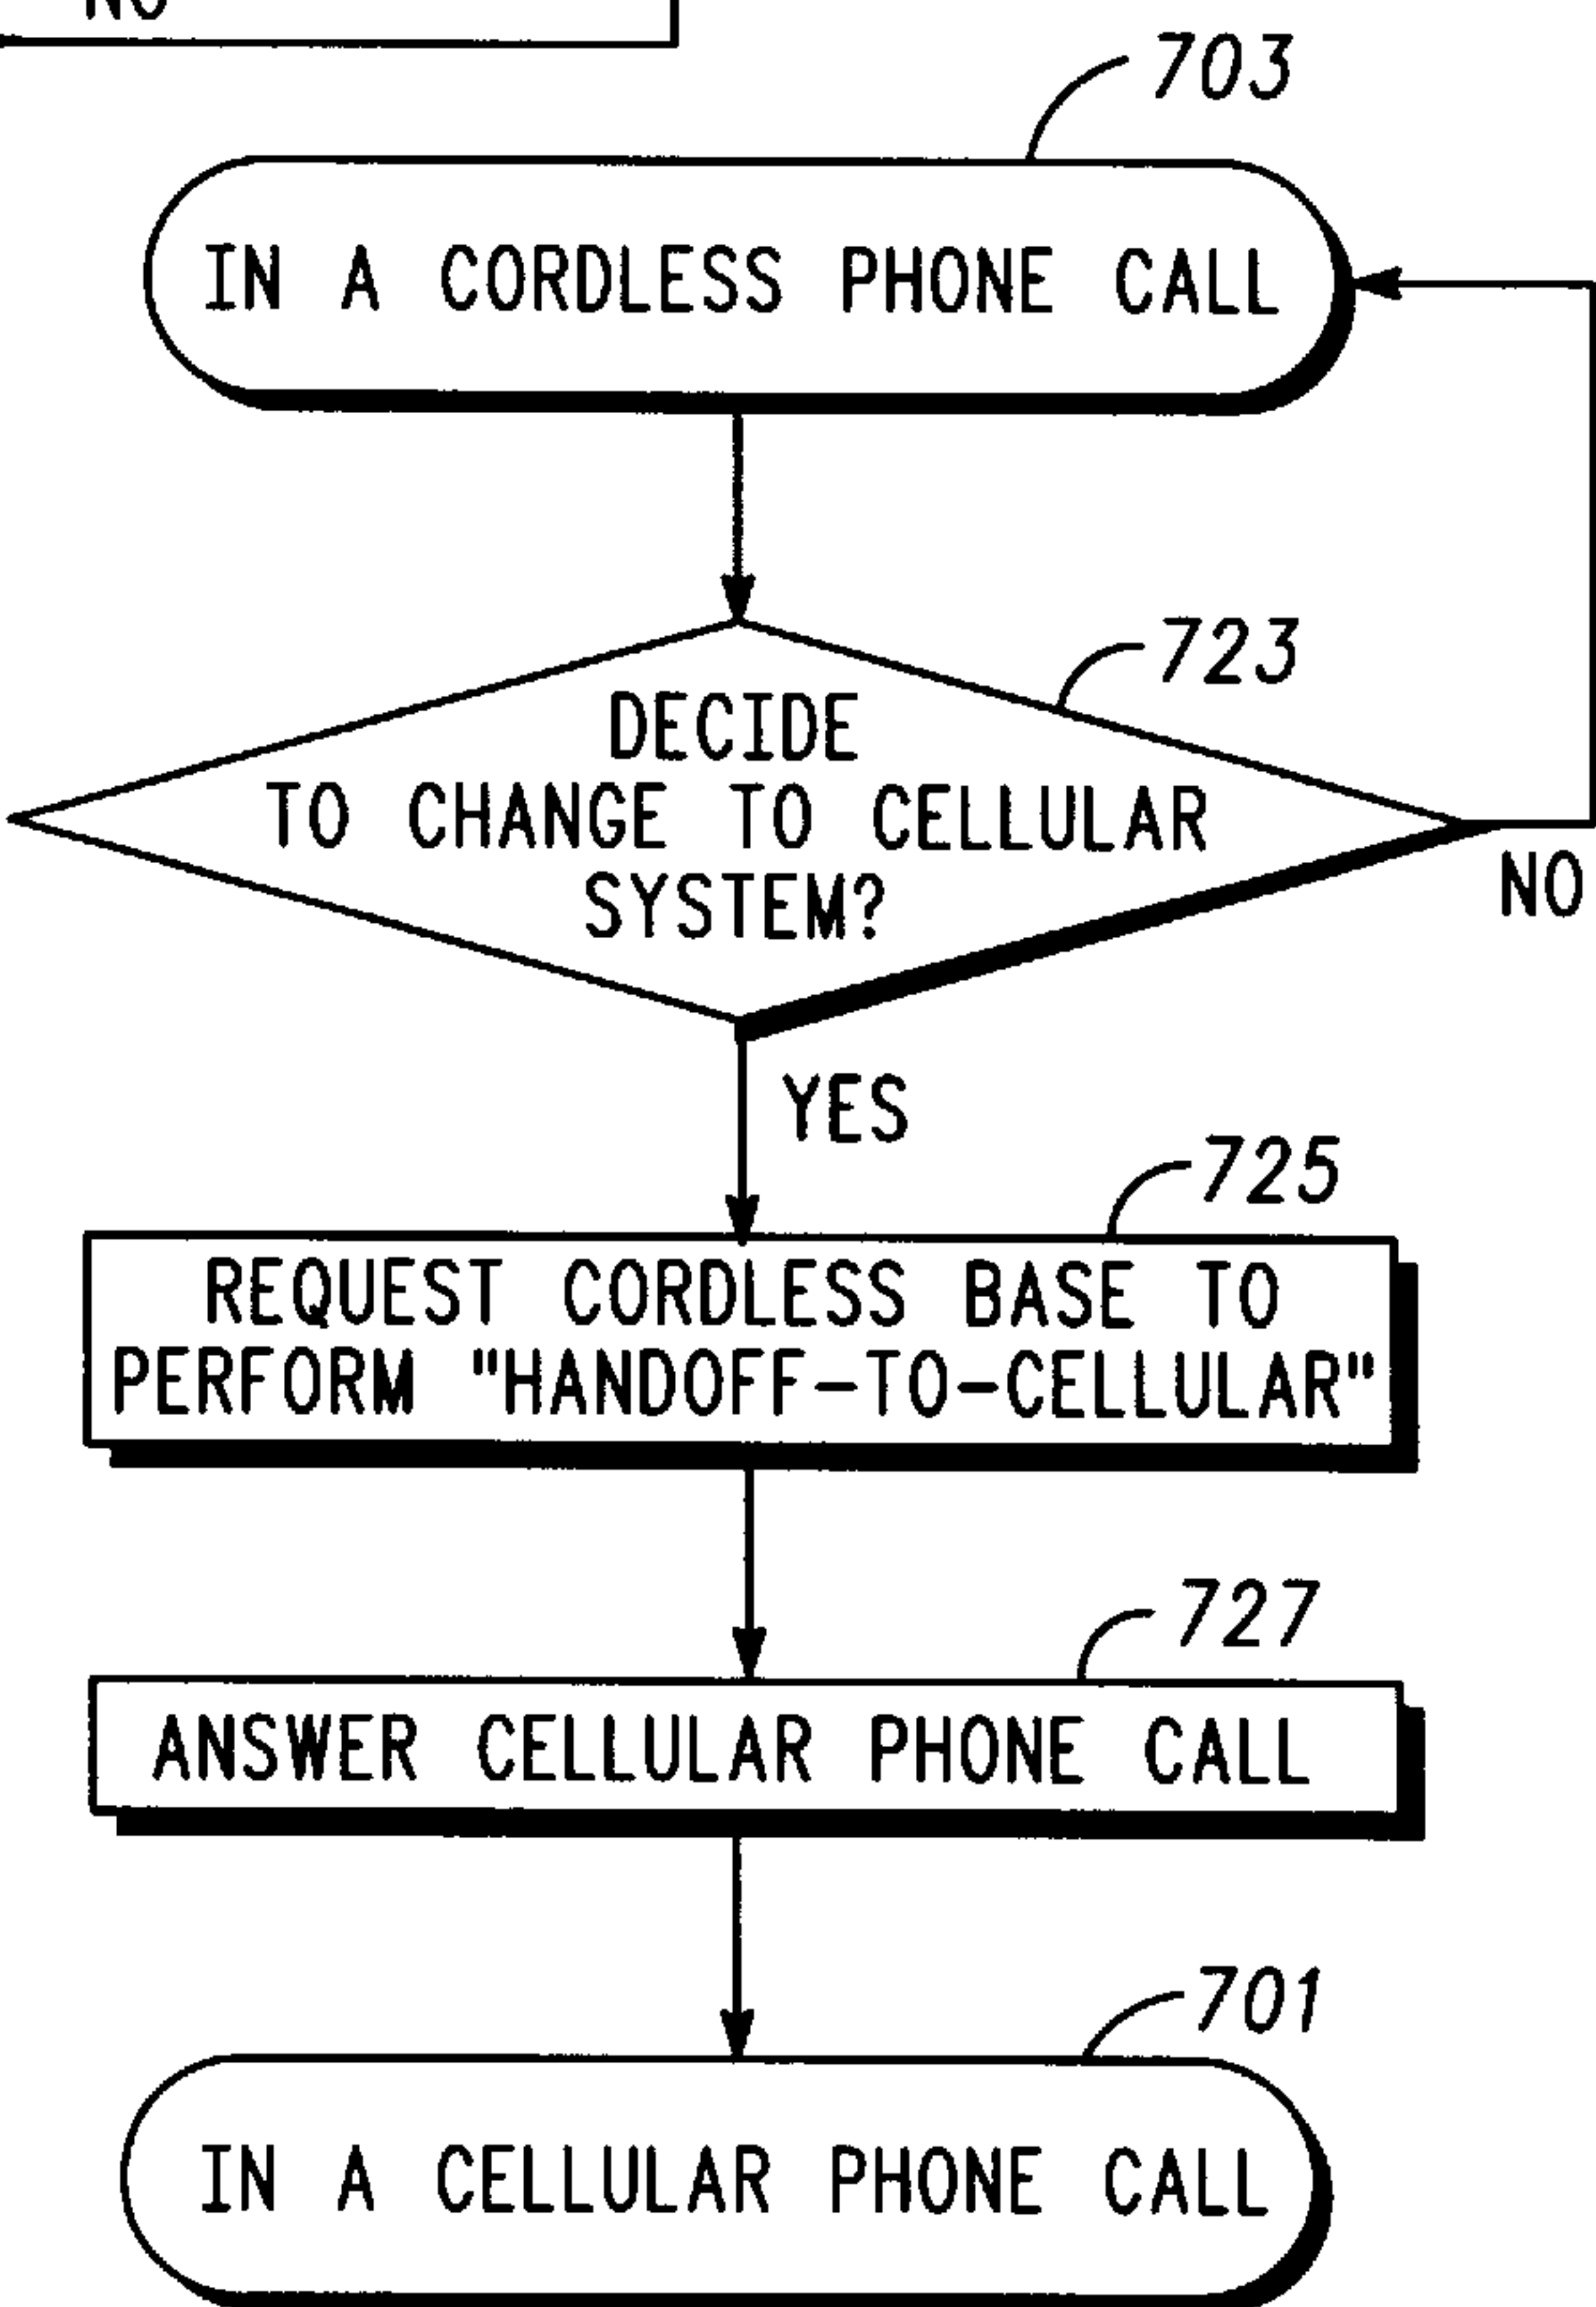 NO
703
IN A CORDLESS PHONE CALL
723
DECIDE
TO CHANGE TO CELLULAR
SYSTEM?
NO
YES
725
REQUEST CORDLESS BASE TO
PERFORM "HANDOFF-TO-CELLULAR"
727
ANSWER CELLULAR PHONE CALL
701
IN A CELLULAR PHONE CALL